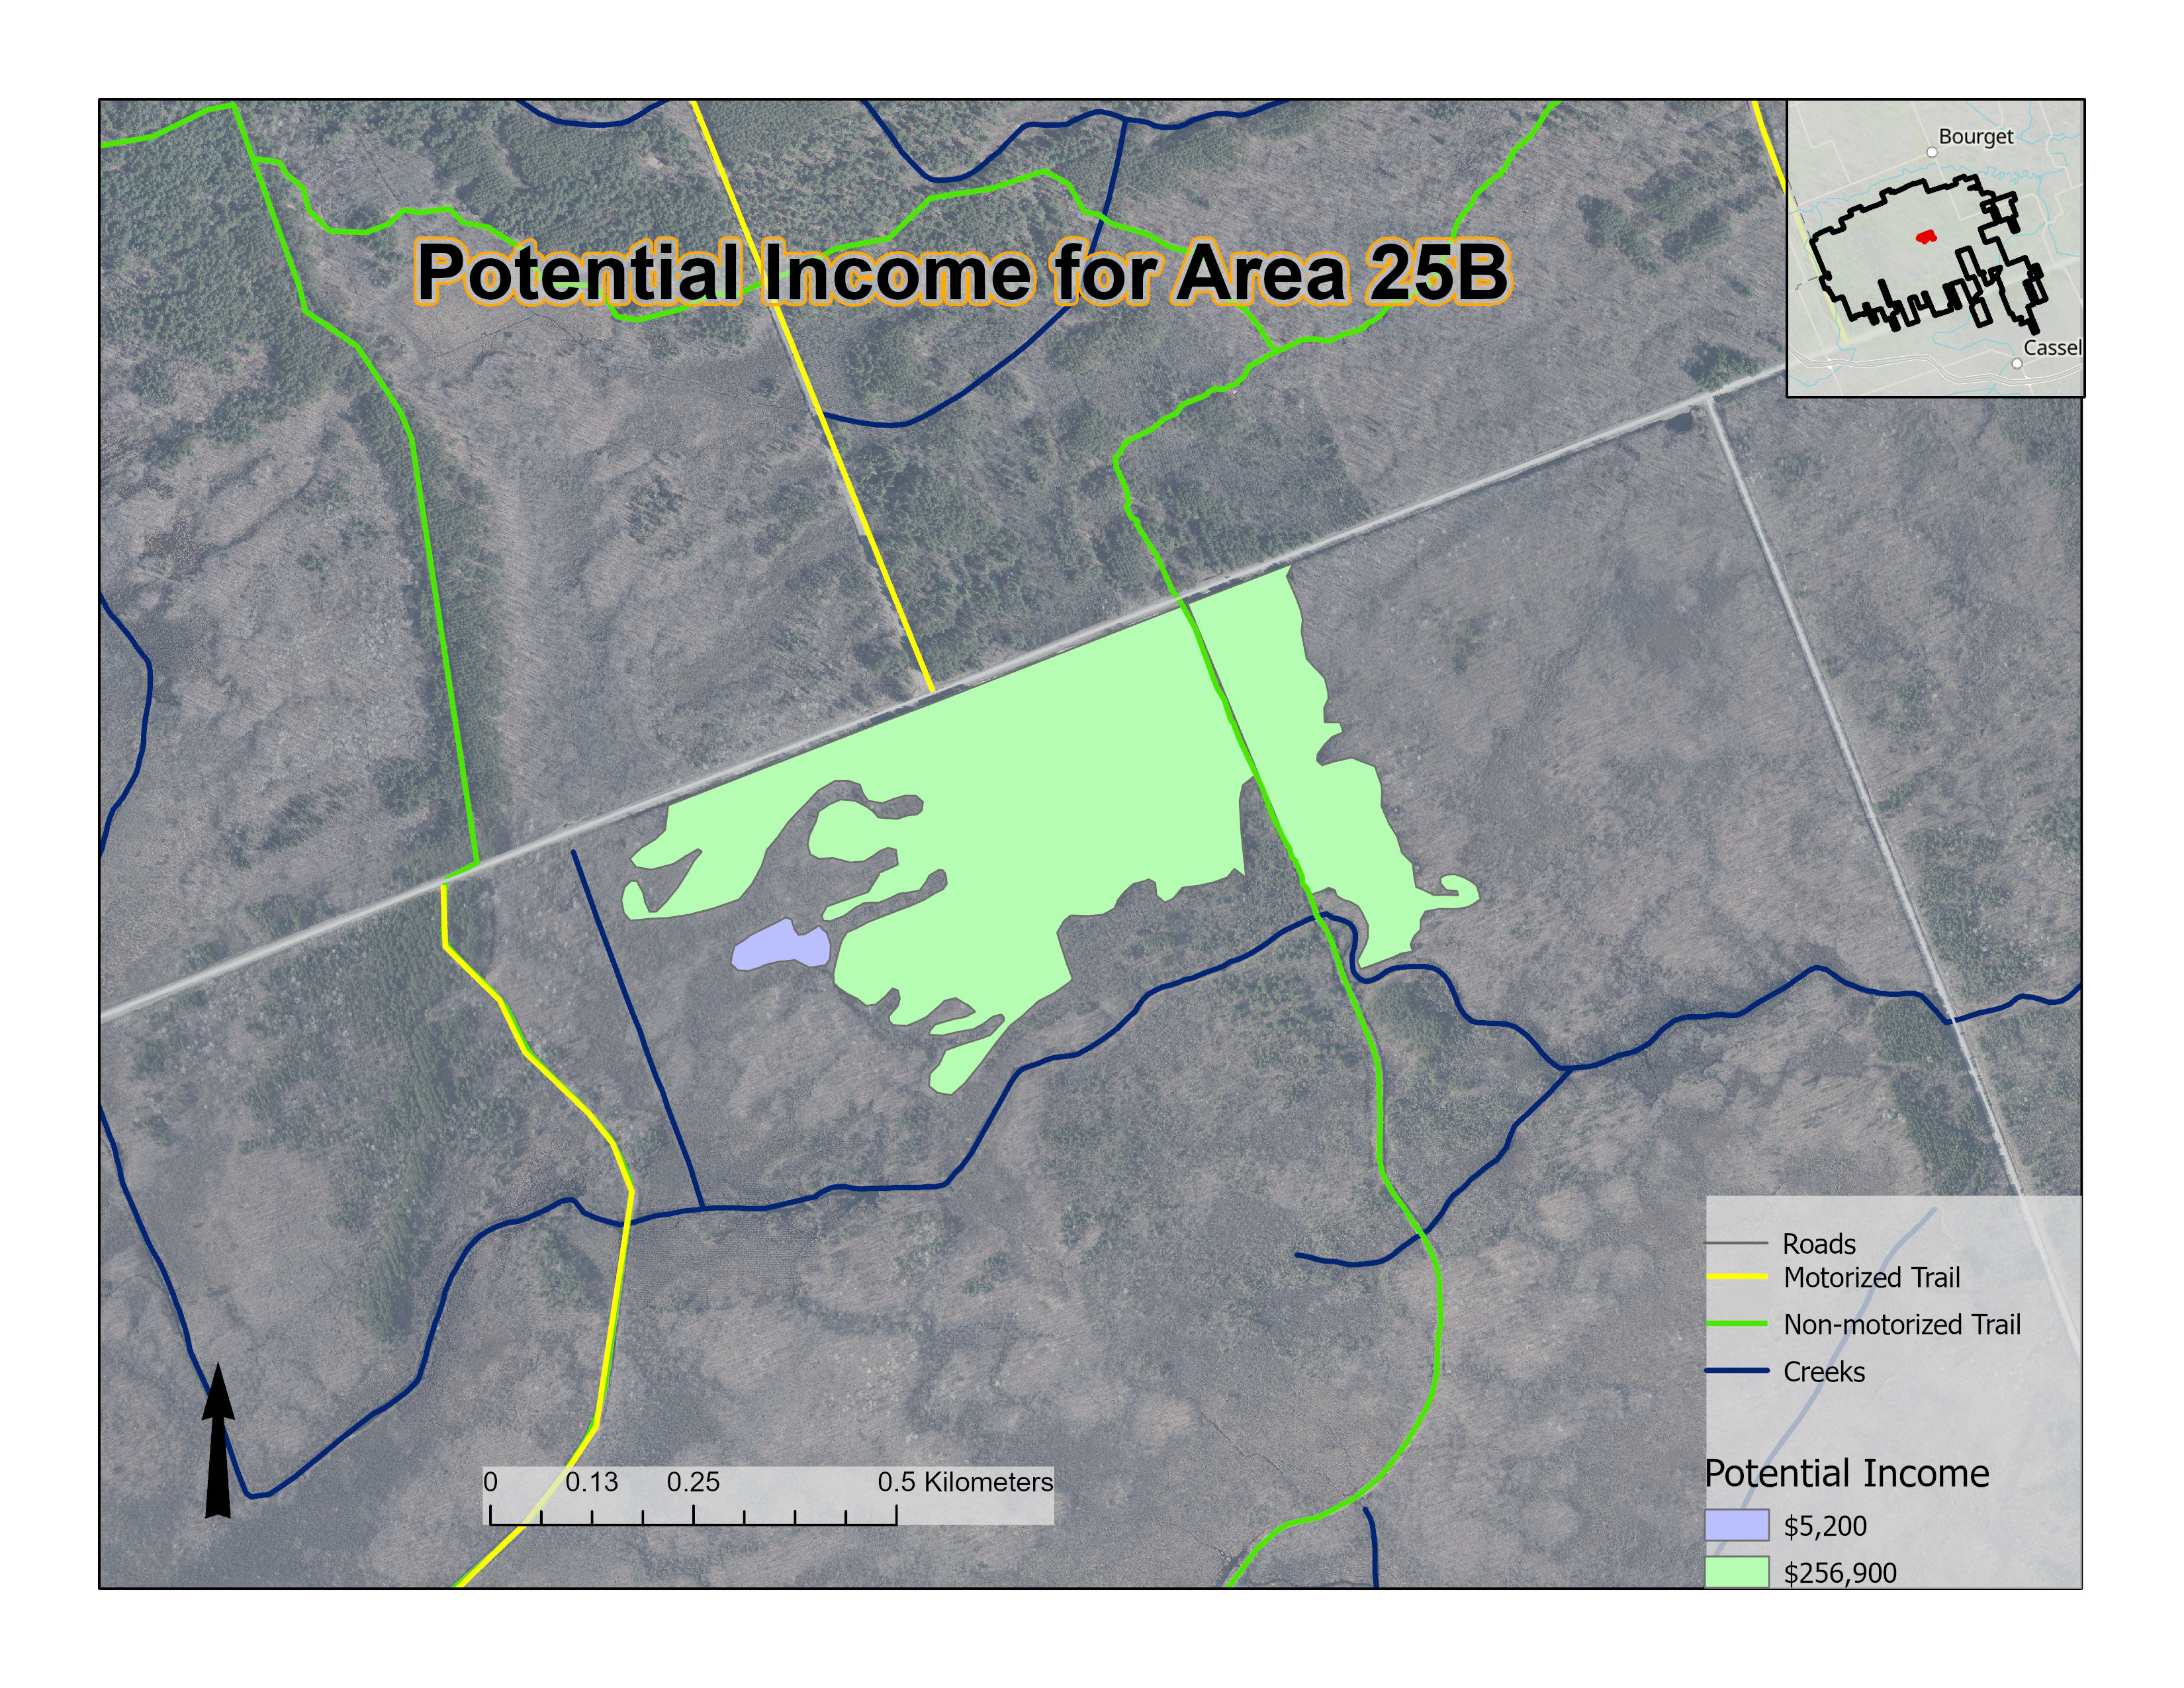 Bourget
Potential Income for Area 25B
Cassel
Roads
Motorized Trail
Non-motorized Trail
Creeks
Potential Income
$5,200
$256,900
0 0.13 0.25 0.5 Kilometers